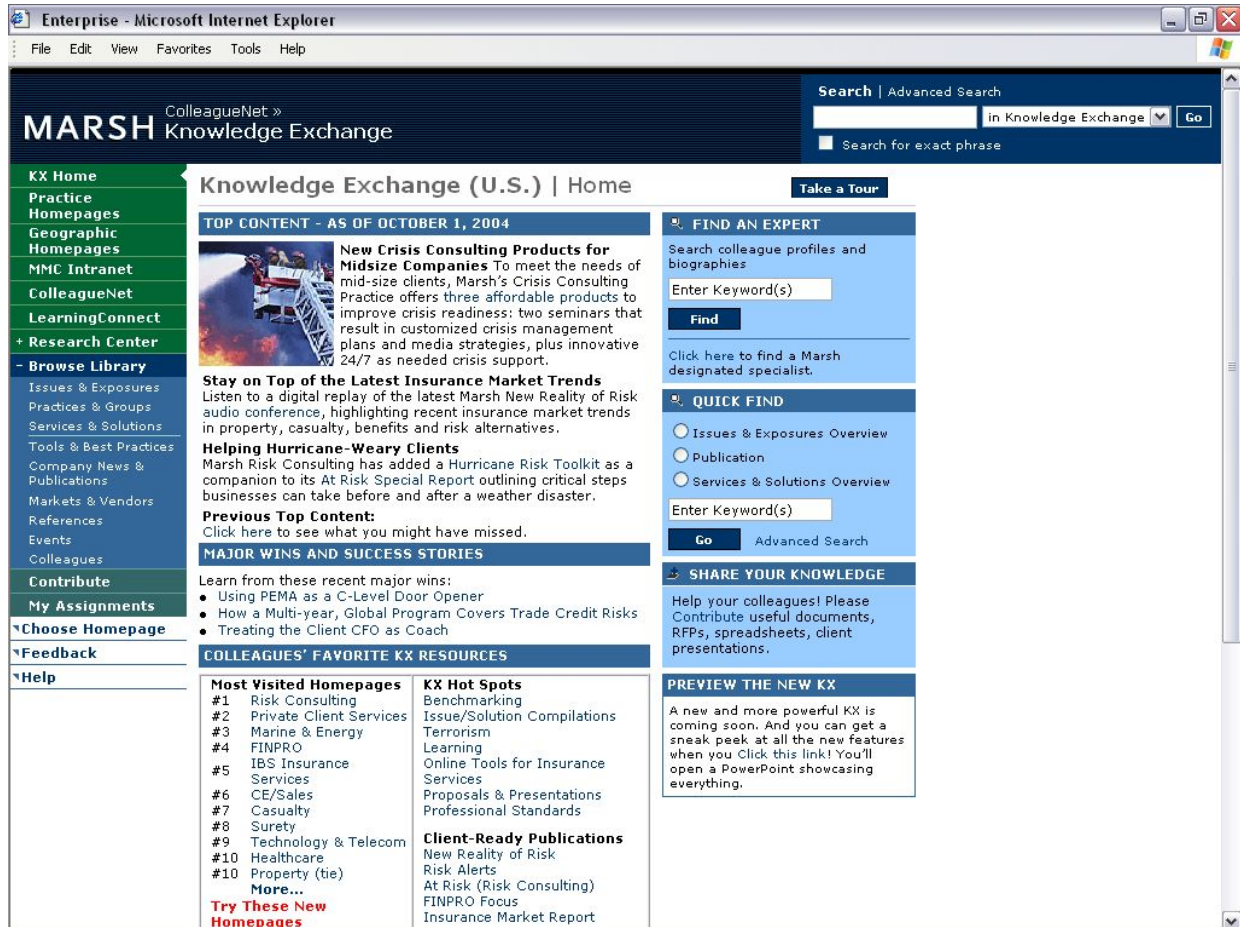 Enterprise - Microsoft Internet Explorer
File Edit View Favorites Tools Help
MARSH
ColleagueNet »
Knowledge Exchange
Search | Advanced Search
in Knowledge Exchange
Go
Search for exact phrase
KX Home
Practice
Homepages
Geographic
Homepages
MMC Intranet
ColleagueNet
LearningConnect
+ Research Center
- Browse Library
Issues & Exposures
Practices & Groups
Services & Solutions
Tools & Best Practices
Company News &
Publications
Markets & Vendors
References
Events
Colleagues
Contribute
My Assignments
Choose Homepage
Feedback
Help
Knowledge Exchange (U.S.) | Home
Take a Tour
TOP CONTENT - AS OF OCTOBER 1, 2004
New Crisis Consulting Products for
Midsize Companies To meet the needs of
mid-size clients, Marsh's Crisis Consulting
Practice offers three affordable products to
improve crisis readiness: two seminars that
result in customized crisis management
plans and media strategies, plus innovative
24/7 as needed crisis support.
Stay on Top of the Latest Insurance Market Trends
Listen to a digital replay of the latest Marsh New Reality of Risk
audio conference, highlighting recent insurance market trends
in property, casualty, benefits and risk alternatives.
Helping Hurricane-Weary Clients
Marsh Risk Consulting has added a Hurricane Risk Toolkit as a
companion to its At Risk Special Report outlining critical steps
businesses can take before and after a weather disaster.
Previous Top Content:
Click here to see what you might have missed.
MAJOR WINS AND SUCCESS STORIES
Learn from these recent major wins:
• Using PEMA as a C-Level Door Opener
• How a Multi-year, Global Program Covers Trade Credit Risks
• Treating the Client CFO as Coach
COLLEAGUES' FAVORITE KX RESOURCES
Most Visited Homepages
#1 Risk Consulting
#2 Private Client Services
#3 Marine & Energy
#4 FINPRO
#5 IBS Insurance
Services
#6 CE/Sales
#7 Casualty
#8 Surety
#9 Technology & Telecom
#10 Healthcare
#10 Property (tie)
More...
Try These New
Homepages
KX Hot Spots
Benchmarking
Issue/Solution Compilations
Terrorism
Learning
Online Tools for Insurance
Services
Proposals & Presentations
Professional Standards
Client-Ready Publications
New Reality of Risk
Risk Alerts
At Risk (Risk Consulting)
FINPRO Focus
Insurance Market Report
FIND AN EXPERT
Search colleague profiles and
biographies
Enter Keyword(s)
Find
Click here to find a Marsh
designated specialist.
QUICK FIND
Issues & Exposures Overview
Publication
Services & Solutions Overview
Enter Keyword(s)
Go Advanced Search
SHARE YOUR KNOWLEDGE
Help your colleagues! Please
Contribute useful documents,
RFPs, spreadsheets, client
presentations.
PREVIEW THE NEW KX
A new and more powerful KX is
coming soon. And you can get a
sneak peek at all the new features
when you Click this link! You'll
open a PowerPoint showcasing
everything.